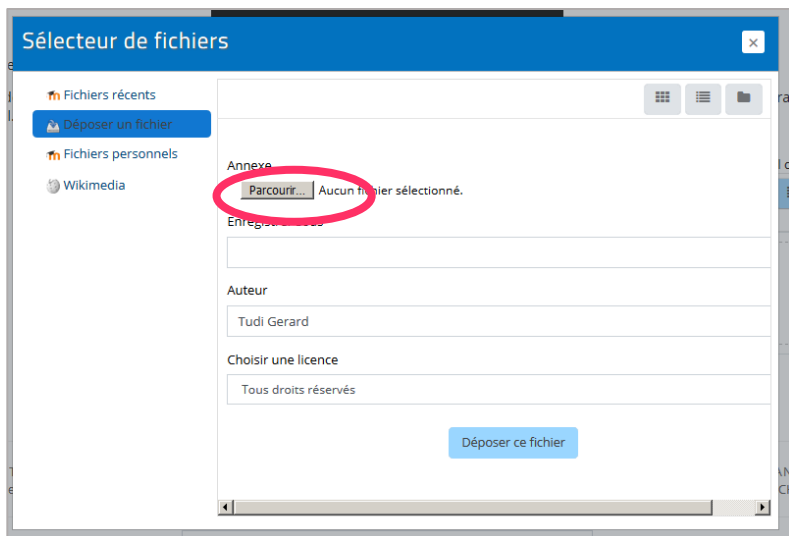 Sélecteur de fichiers
Fichiers récents
Déposer un fichier
Fichiers personnels
Wikimedia
Annexe
Parcourir... Aucun fichier sélectionné.
Auteur
Tudi Gerard
Choisir une licence
Tous droits réservés
Déposer ce fichier